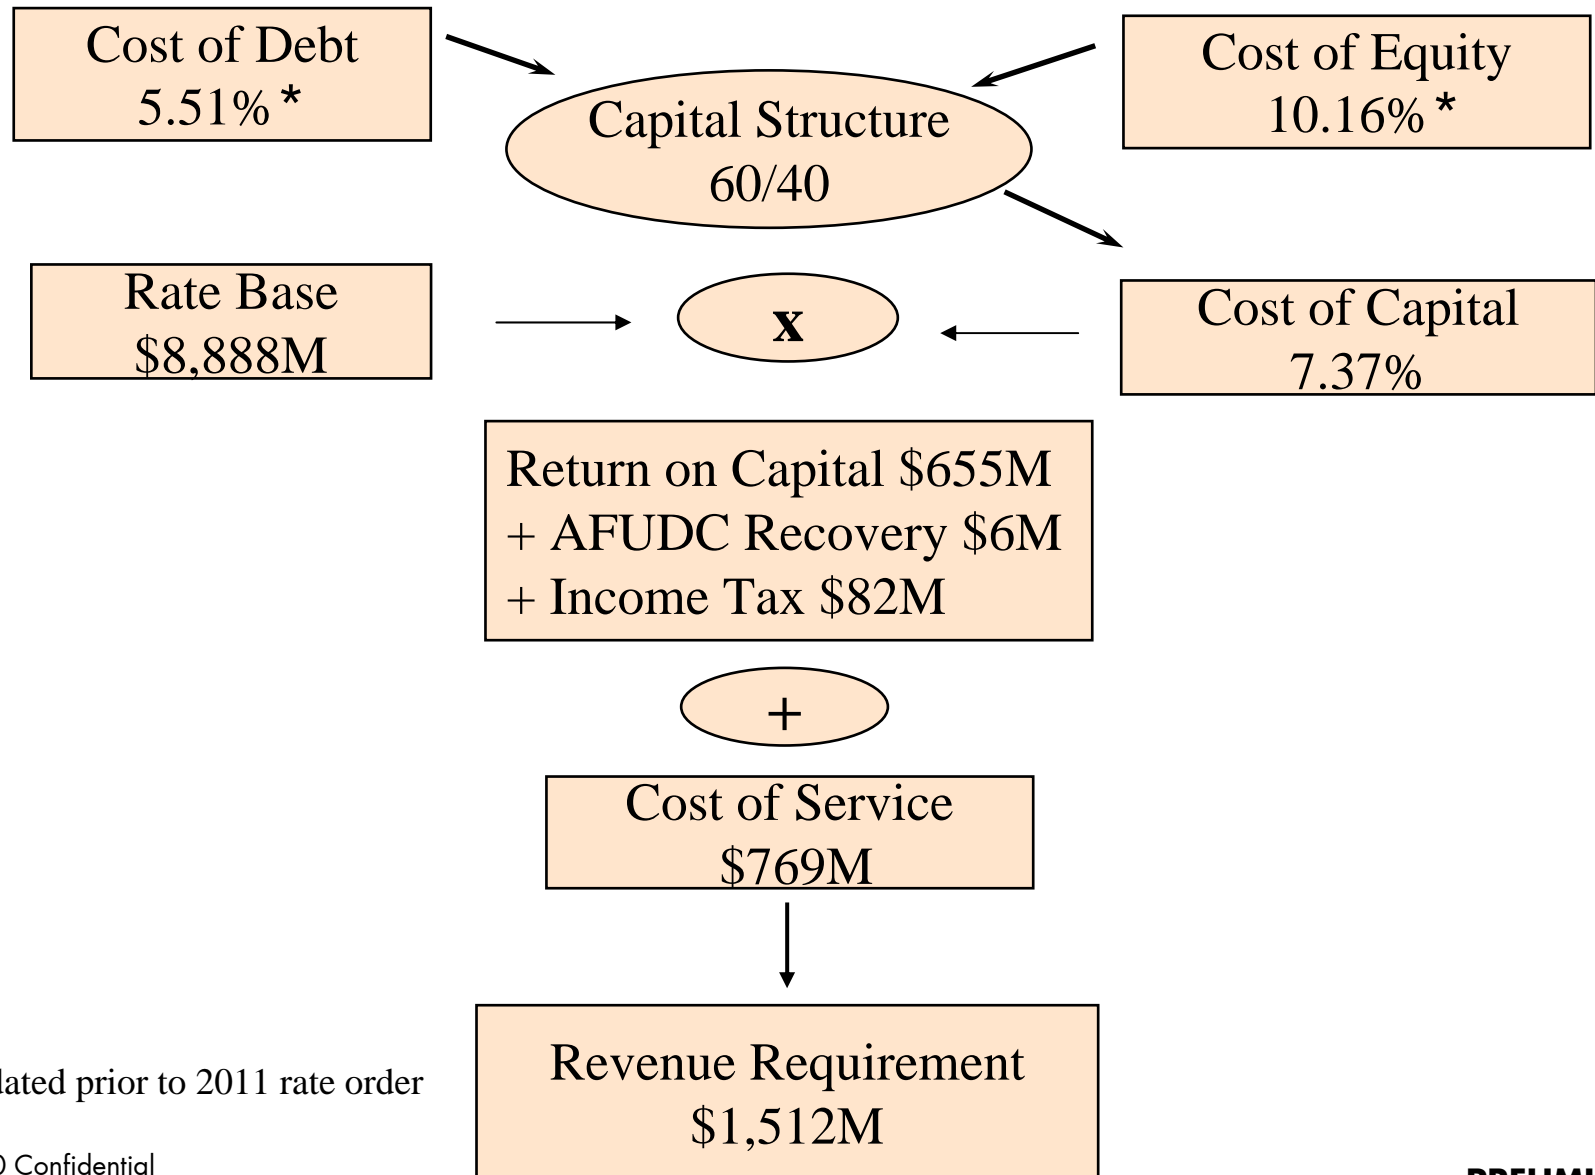 Cost of Debt
5.51% *
Cost of Equity
10.16% *
Capital Structure
60/40
Rate Base
$8,888M
x
Cost of Capital
7.37%
Return on Capital $655M
+ AFUDC Recovery $6M
+ Income Tax $82M
+
Cost of Service
$769M
Revenue Requirement
$1,512M
prior to 2011 rate order
Confidential